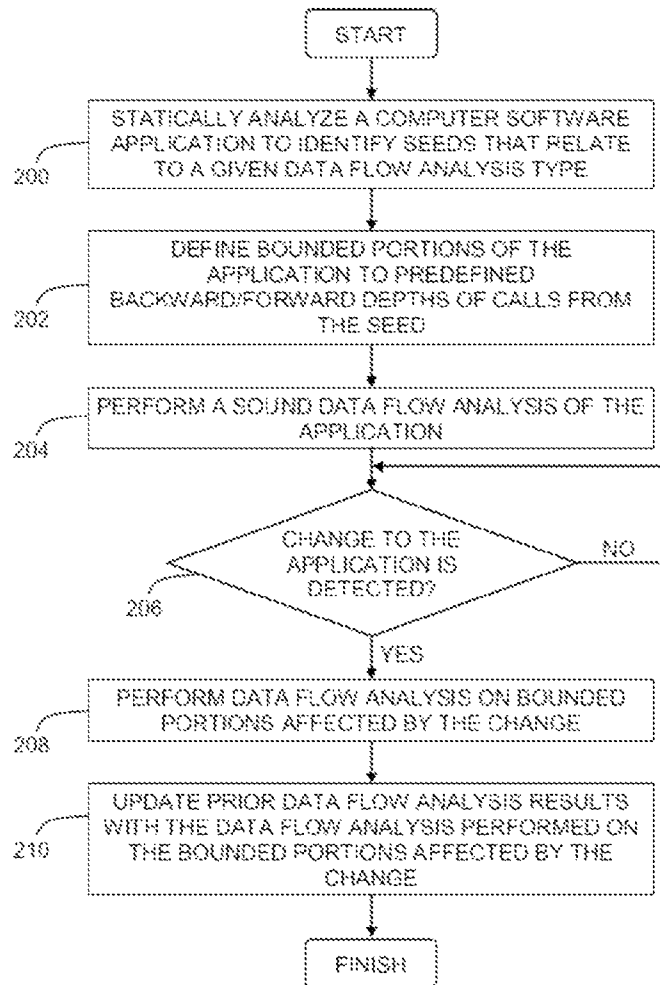 START
STATICALLY ANALYZE A COMPUTER SOFTWARE
APPLICATION TO IDENTIFY SEEDS THAT RELATE
TO A GIVEN DATA FLOW ANALYSIS TYPE
200
DEFINE BOUNDED PORTIONS OF THE
APPLICATION TO PREDEFINED
BACKWARD/FORWARD DEPTHS OF CALLS FROM
THE SEED
202
PERFORM A SOUND DATA FLOW ANALYSIS OF THE
APPLICATION
204
CHANGE TO THE
APPLICATION IS
DETECTED?
NO
206
YES
PERFORM DATA FLOW ANALYSIS ON BOUNDED
PORTIONS AFFECTED BY THE CHANGE
208
UPDATE PRIOR DATA FLOW ANALYSIS RESULTS
WITH THE DATA FLOW ANALYSIS PERFORMED ON
THE BOUNDED PORTIONS AFFECTED BY THE
CHANGE
210
FINISH